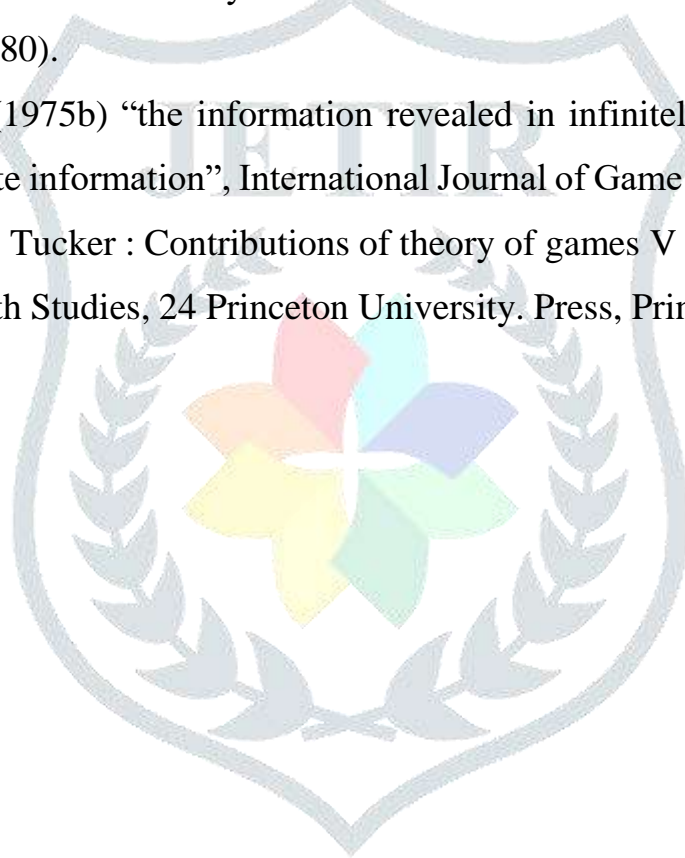 80).
(1975b) “the information revealed in infinitel
te information”, International Journal of Game
Tucker : Contributions of theory of games V
th Studies, 24 Princeton University. Press, Prin
JETIR